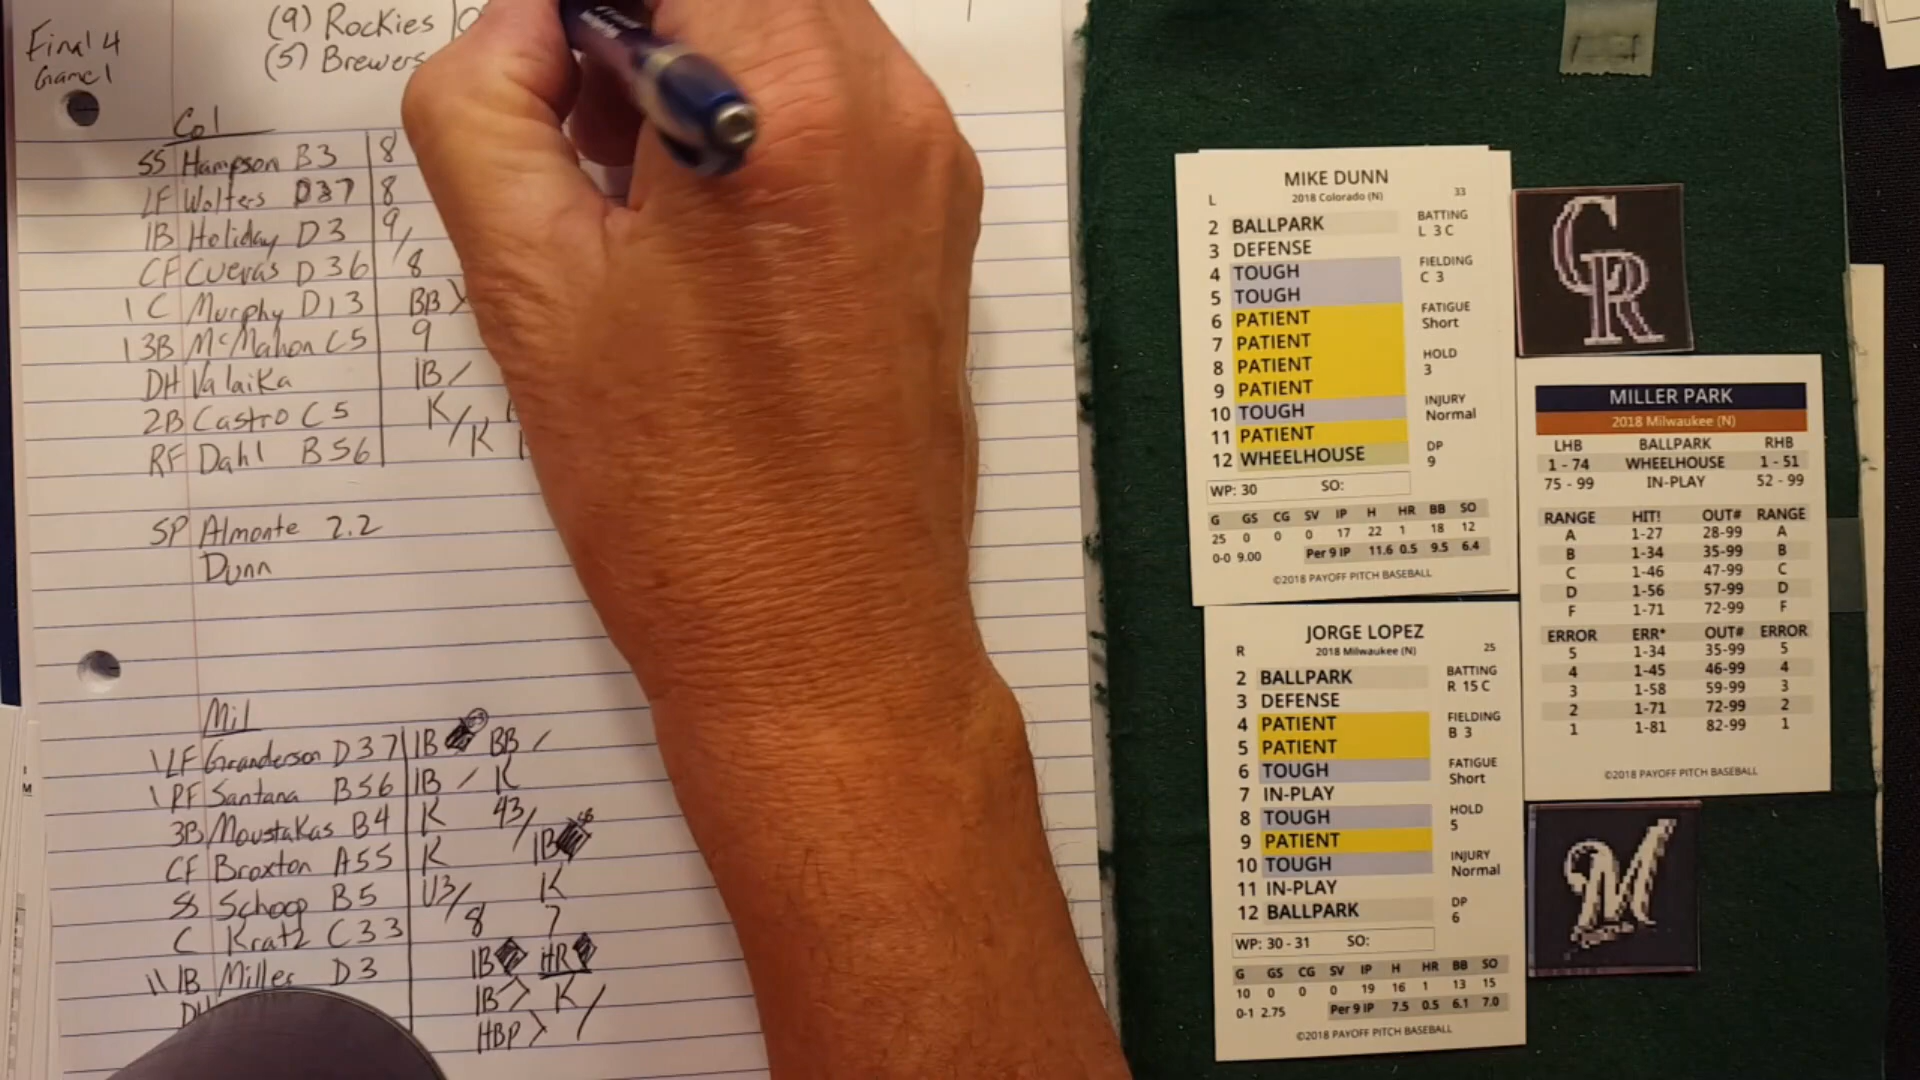 Final 4
Game 1
(9) Rockies
(5) Brewers
Col
SS Hampson B3 8
LF Wolters D37 8
1B Holiday D3 9/
CF Cuevas D36 8
1 C Murphy D13 BB
1 3B McMahon C5 9
DH Valaika 1B/
2B Castro C5 K/
RF Dahl B56 K
SP Almonte 2.2
Dunn
Mil
\ LF Granderson D37 1B BB /
\ RF Santana B56 1B / K
3B Moustakas B4 K 43/
CF Broxton A55 K 1B
SS Schoop B5 U3/ K
C Kratz C33 8 7
\\ 1B Miller D3 1B HR
1B > K /
HBP >
MIKE DUNN
L 2018 Colorado (N) 33
2 BALLPARK
3 DEFENSE
4 TOUGH
5 TOUGH
6 PATIENT
7 PATIENT
8 PATIENT
9 PATIENT
10 TOUGH
11 PATIENT
12 WHEELHOUSE
BATTING
L 3 C
FIELDING
C 3
FATIGUE
Short
HOLD
3
INJURY
Normal
DP
9
WP: 30 SO:
G GS CG SV IP H HR BB SO
25 0 0 0 17 22 1 18 12
0-0 9.00 Per 9 IP 11.6 0.5 9.5 6.4
©2018 PAYOFF PITCH BASEBALL
CR
MILLER PARK
2018 Milwaukee (N)
LHB BALLPARK RHB
1 - 74 WHEELHOUSE 1 - 51
75 - 99 IN-PLAY 52 - 99
RANGE HIT! OUT# RANGE
A 1-27 28-99 A
B 1-34 35-99 B
C 1-46 47-99 C
D 1-56 57-99 D
F 1-71 72-99 F
ERROR ERR* OUT# ERROR
5 1-34 35-99 5
4 1-45 46-99 4
3 1-58 59-99 3
2 1-71 72-99 2
1 1-81 82-99 1
©2018 PAYOFF PITCH BASEBALL
JORGE LOPEZ
R 2018 Milwaukee (N) 25
2 BALLPARK
3 DEFENSE
4 PATIENT
5 PATIENT
6 TOUGH
7 IN-PLAY
8 TOUGH
9 PATIENT
10 TOUGH
11 IN-PLAY
12 BALLPARK
BATTING
R 15 C
FIELDING
B 3
FATIGUE
Short
HOLD
5
INJURY
Normal
DP
6
WP: 30 - 31 SO:
G GS CG SV IP H HR BB SO
10 0 0 0 19 16 1 13 15
0-1 2.75 Per 9 IP 7.5 0.5 6.1 7.0
©2018 PAYOFF PITCH BASEBALL
M